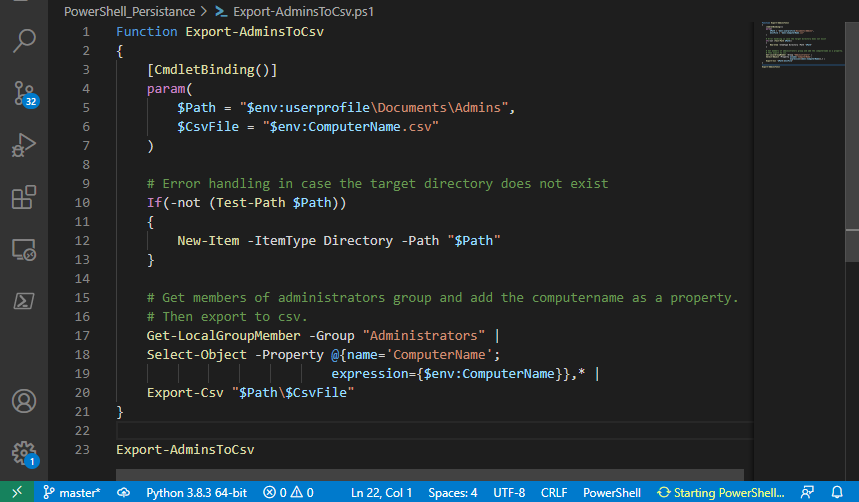 PowerShell_Persistance > Export-AdminsToCsv.ps1
1 Function Export-AdminsToCsv
2 {
3 [CmdletBinding()]
4 param(
5 $Path = "$env:userprofile\Documents\Admins",
6 $CsvFile = "$env:ComputerName.csv"
7 )
8
9 # Error handling in case the target directory does not exist
10 If(-not (Test-Path $Path))
11 {
12 New-Item -ItemType Directory -Path "$Path"
13 }
14
15 # Get members of administrators group and add the computername as a property.
16 # Then export to csv.
17 Get-LocalGroupMember -Group "Administrators" |
18 Select-Object -Property @{name='ComputerName';
19 expression={$env:ComputerName}},* |
20 Export-Csv "$Path\$CsvFile"
21 }
22
23 Export-AdminsToCsv
32
1
master* Python 3.8.3 64-bit 0 0 Ln 22, Col 1 Spaces: 4 UTF-8 CRLF PowerShell Starting PowerShell...